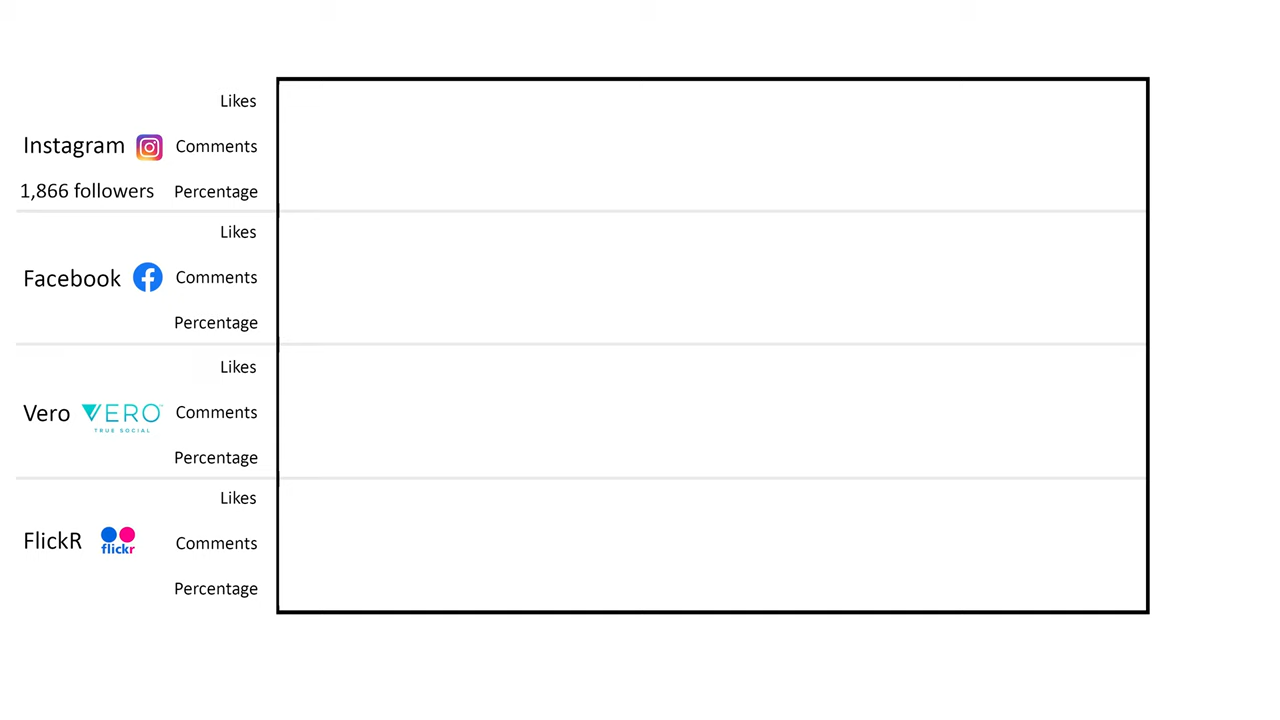 Likes
Instagram Comments
1,866 followers Percentage
Likes
Facebook Comments
Percentage
Likes
Vero VERO™ Comments
TRUE SOCIAL
Percentage
Likes
FlickR flickr Comments
Percentage